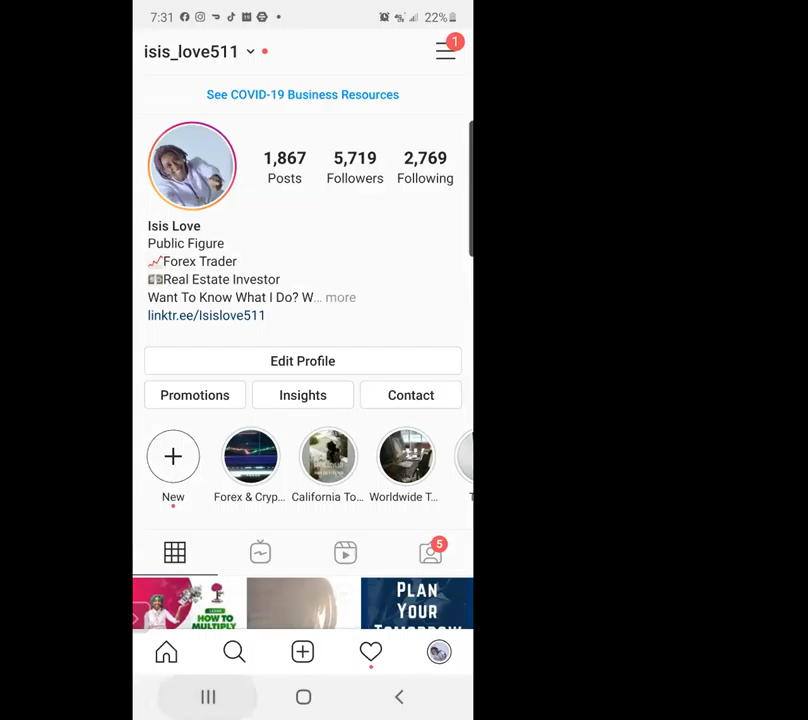 7:31 22%
isis_love511
1
See COVID-19 Business Resources
1,867 5,719 2,769
Posts Followers Following
Isis Love
Public Figure
📈Forex Trader
💵Real Estate Investor
Want To Know What I Do? W... more
linktr.ee/Isislove511
Edit Profile
Promotions Insights Contact
New Forex & Cryp... California To... Worldwide T... T
5
LEARN
HOW TO
MULTIPLY
PLAN
YOUR
TOMORROW